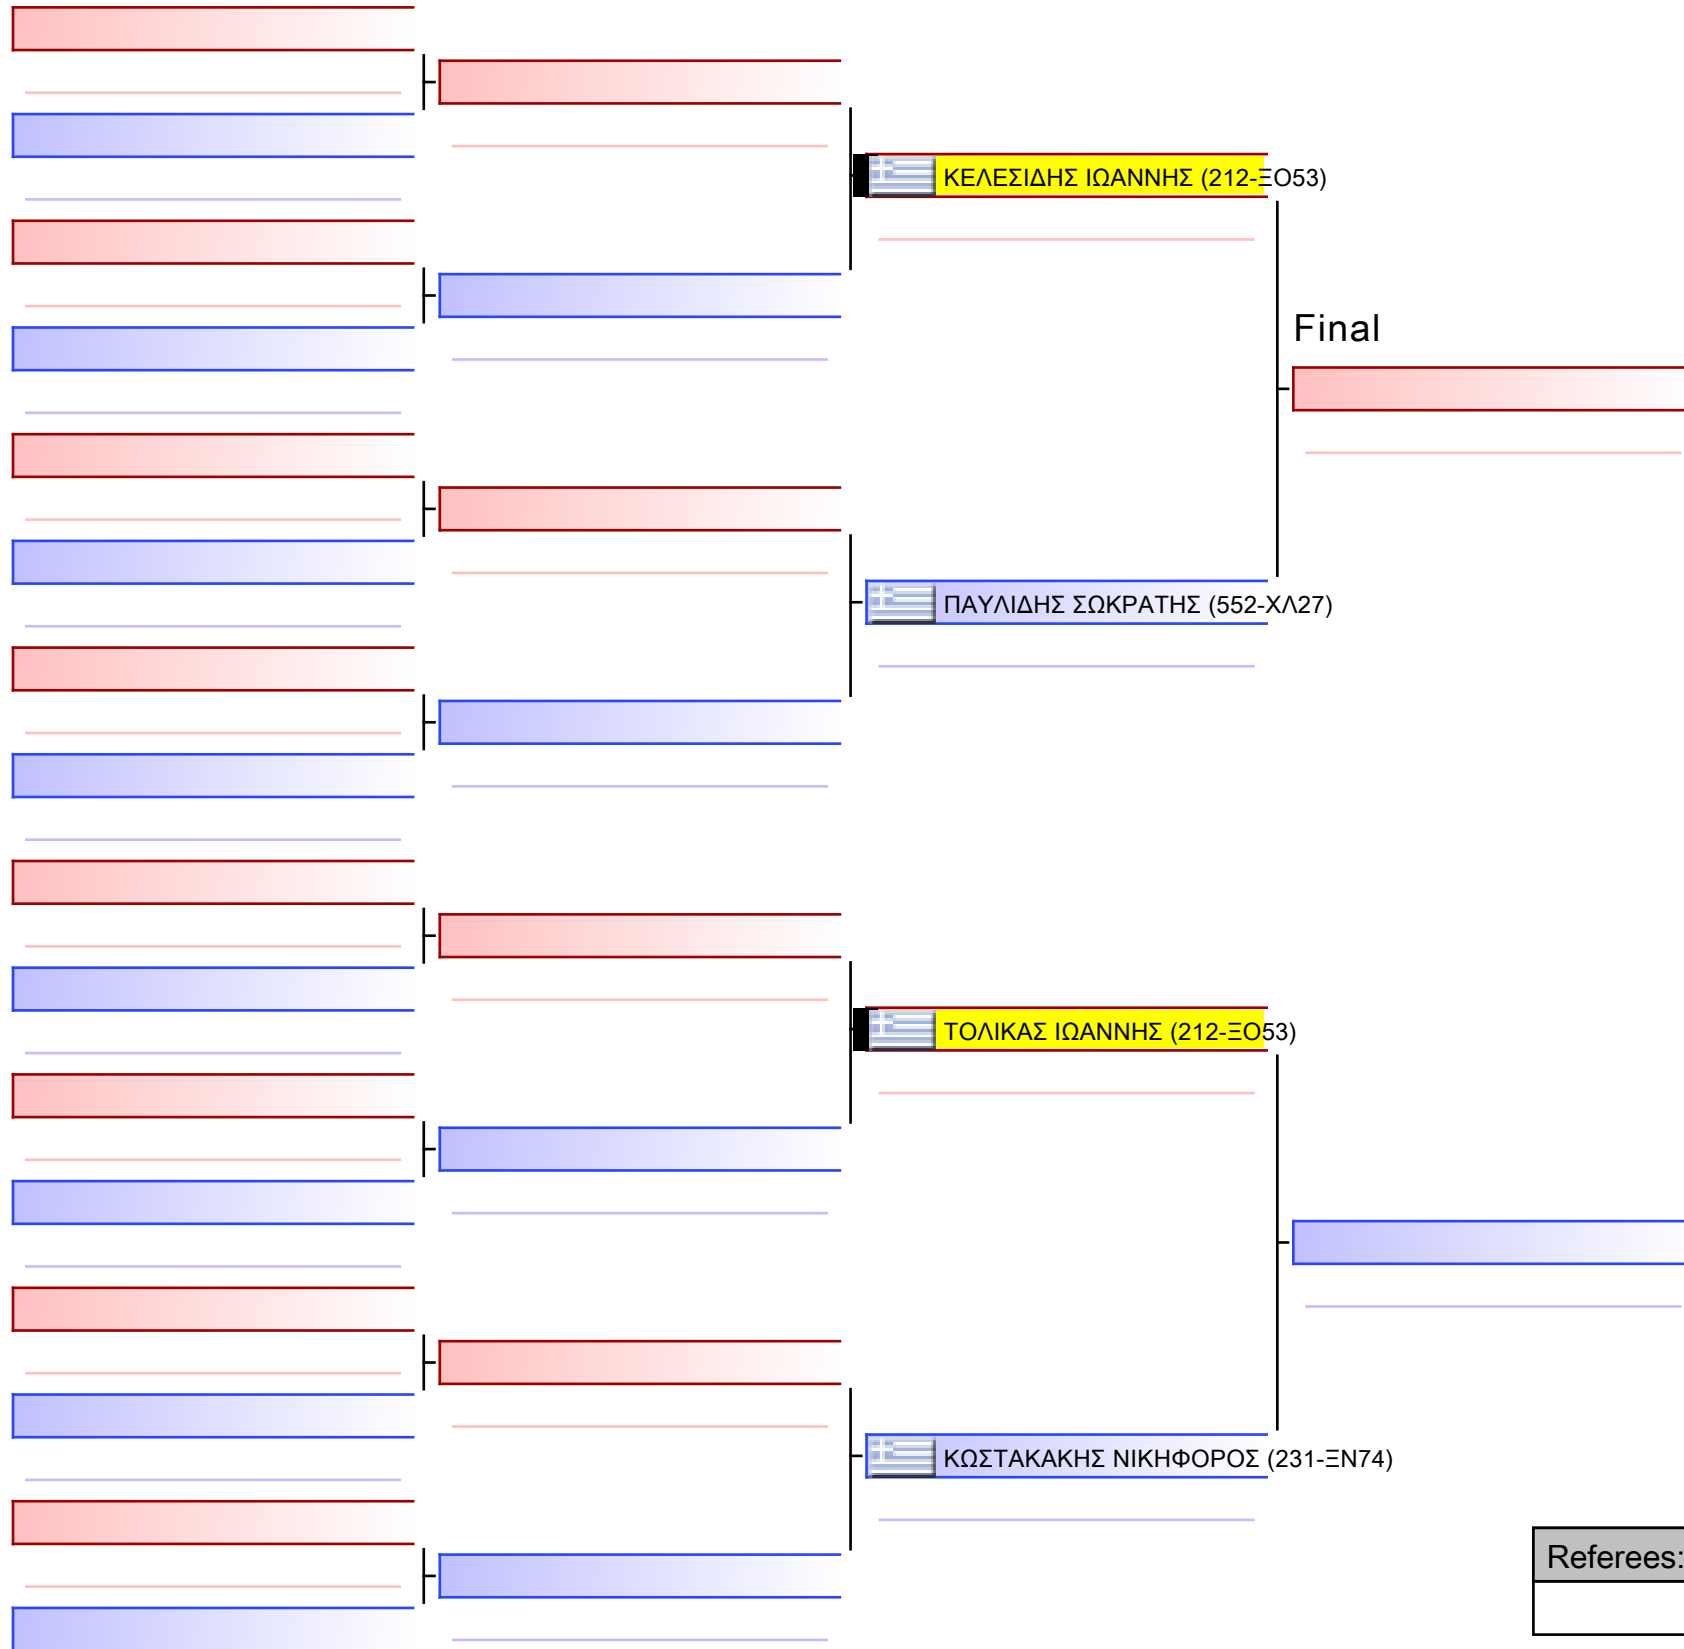 ΚΕΛΕΣΙΔΗΣ ΙΩΑΝΝΗΣ (212-ΞΟ53)
Final
ΠΑΥΛΙΔΗΣ ΣΩΚΡΑΤΗΣ (552-ΧΛ27)
ΤΟΛΙΚΑΣ ΙΩΑΝΝΗΣ (212-ΞΟ53)
ΚΩΣΤΑΚΑΚΗΣ ΝΙΚΗΦΟΡΟΣ (231-ΞΝ74)
Referees: